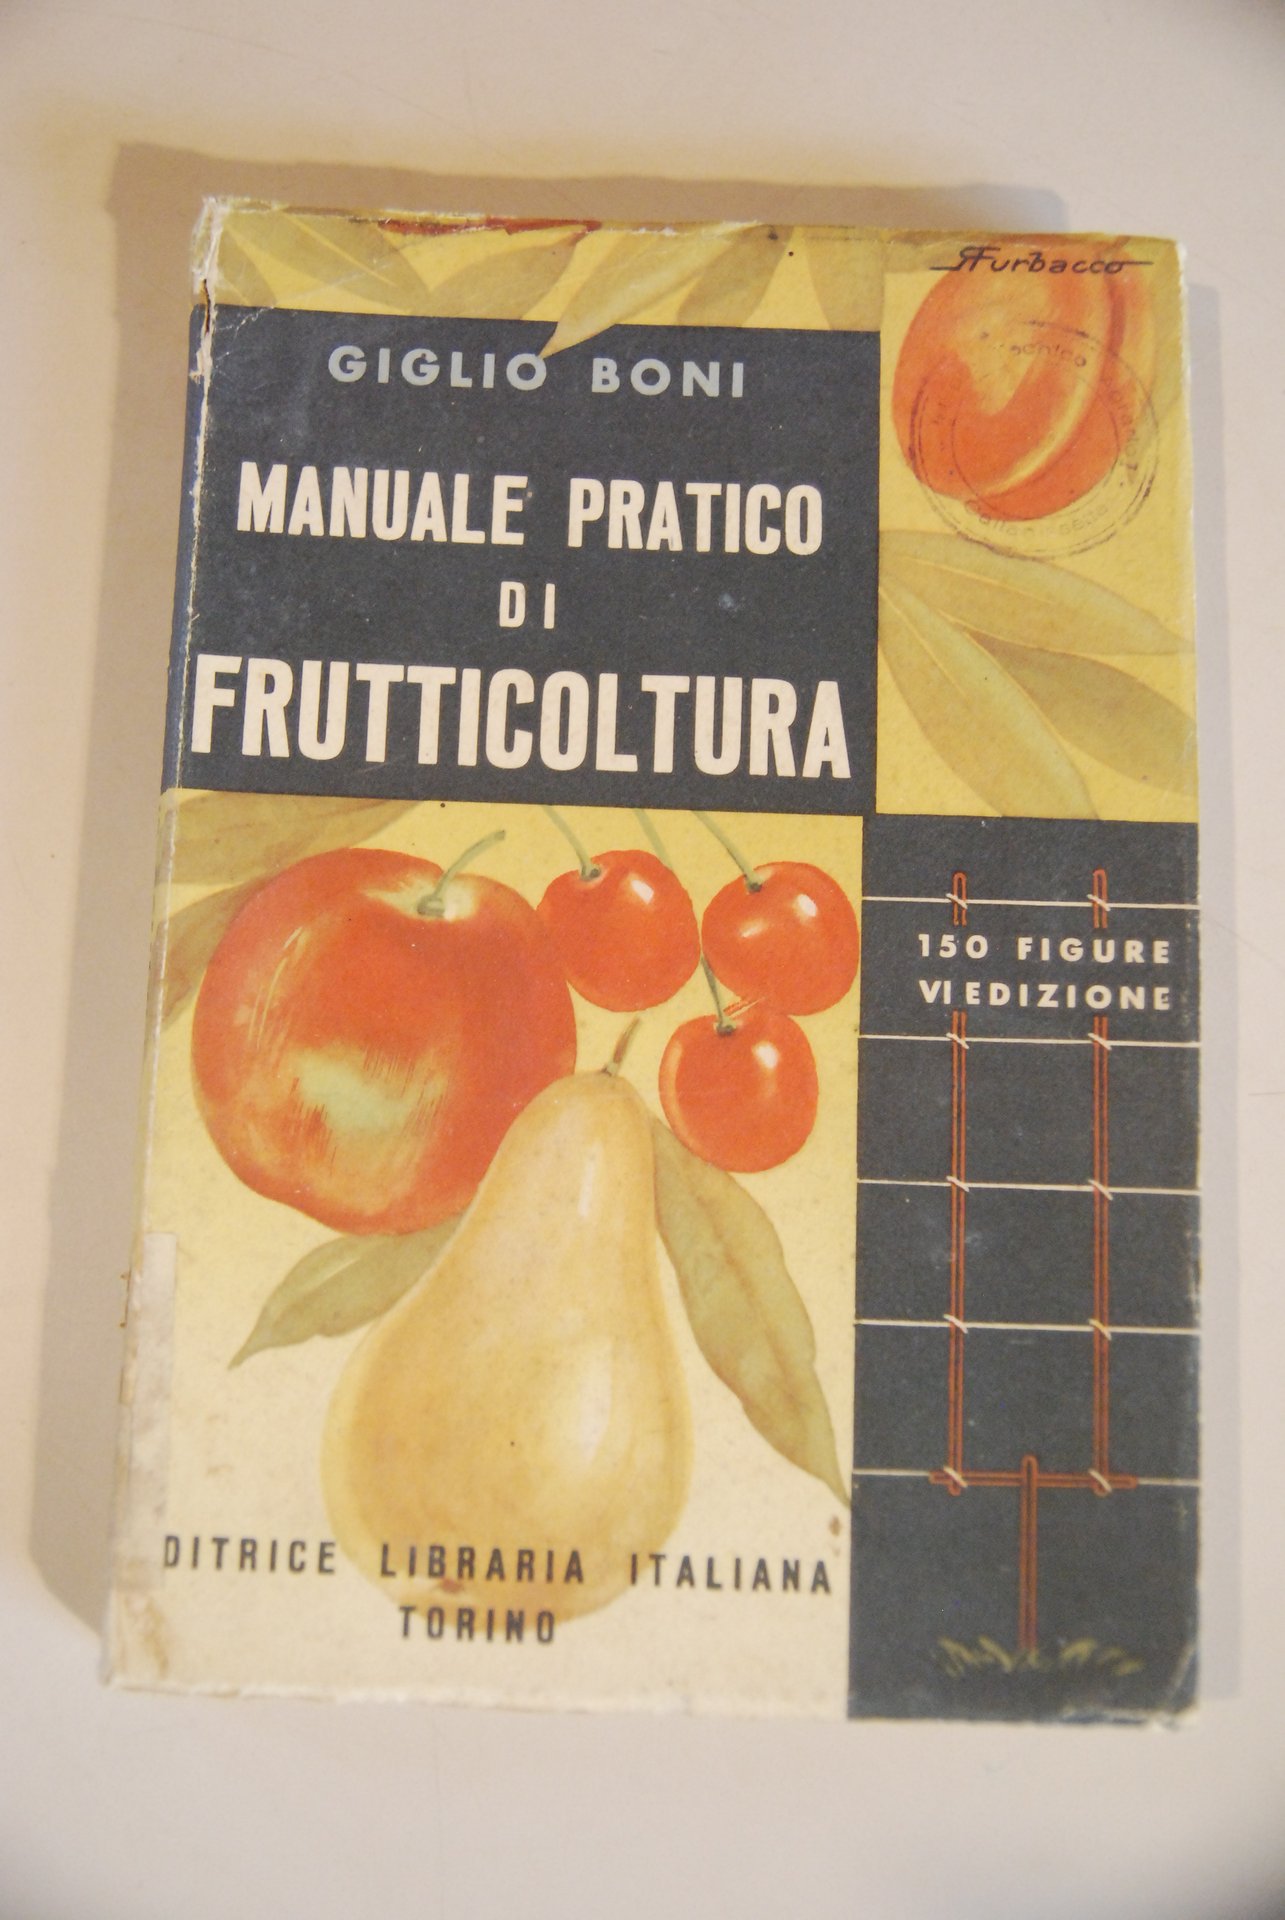 Furbacco
GIGLIO BONI
MANUALE PRATICO
DI
FRUTTICOLTURA
150 FIGURE
VI EDIZIONE
DITRICE LIBRARIA ITALIANA
TORINO